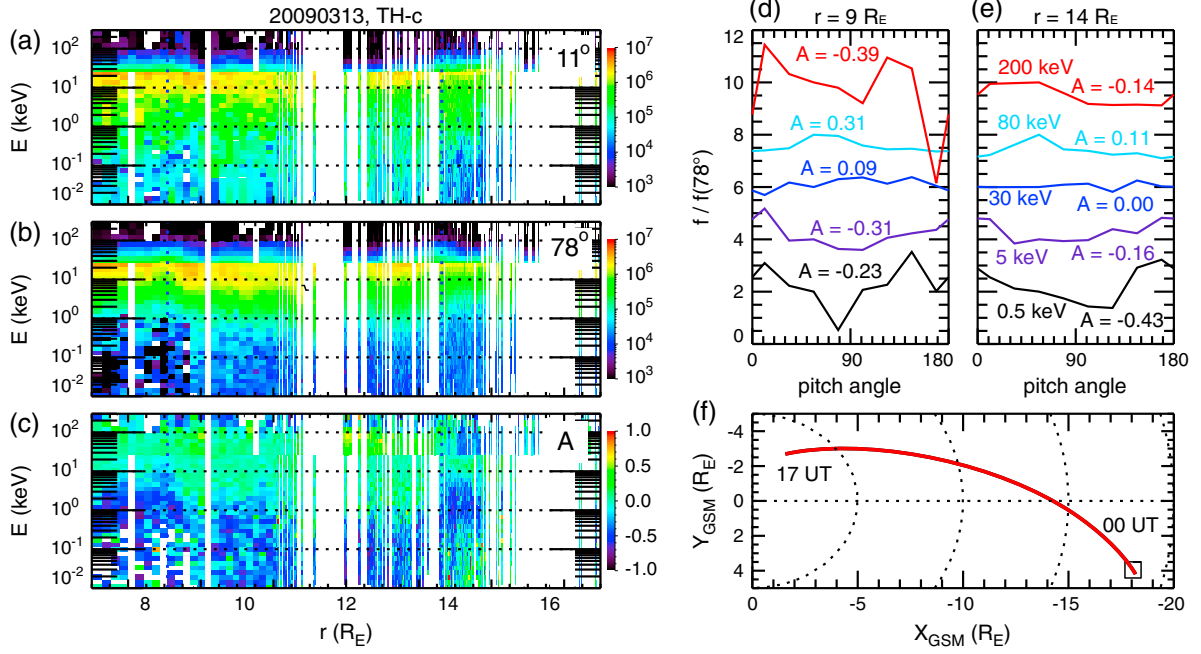 20090313, TH-c
(a)
11°
E (keV)
10² 10¹ 10⁰ 10⁻¹ 10⁻²
10⁷ 10⁶ 10⁵ 10⁴ 10³
(b)
78°
E (keV)
10² 10¹ 10⁰ 10⁻¹ 10⁻²
10⁷ 10⁶ 10⁵ 10⁴ 10³
(c)
A
E (keV)
10² 10¹ 10⁰ 10⁻¹ 10⁻²
1.0 0.5 0.0 -0.5 -1.0
8 10 12 14 16
r (R_E)
(d) r = 9 R_E
f / f(78°)
12 10 8 6 4 2 0
A = -0.39
A = 0.31
A = 0.09
A = -0.31
A = -0.23
0 90 180
pitch angle
(e) r = 14 R_E
200 keV
A = -0.14
80 keV
A = 0.11
30 keV
A = 0.00
5 keV
A = -0.16
0.5 keV
A = -0.43
0 90 180
pitch angle
(f)
Y_GSM (R_E)
-4 -2 0 2 4
17 UT
00 UT
0 -5 -10 -15 -20
X_GSM (R_E)